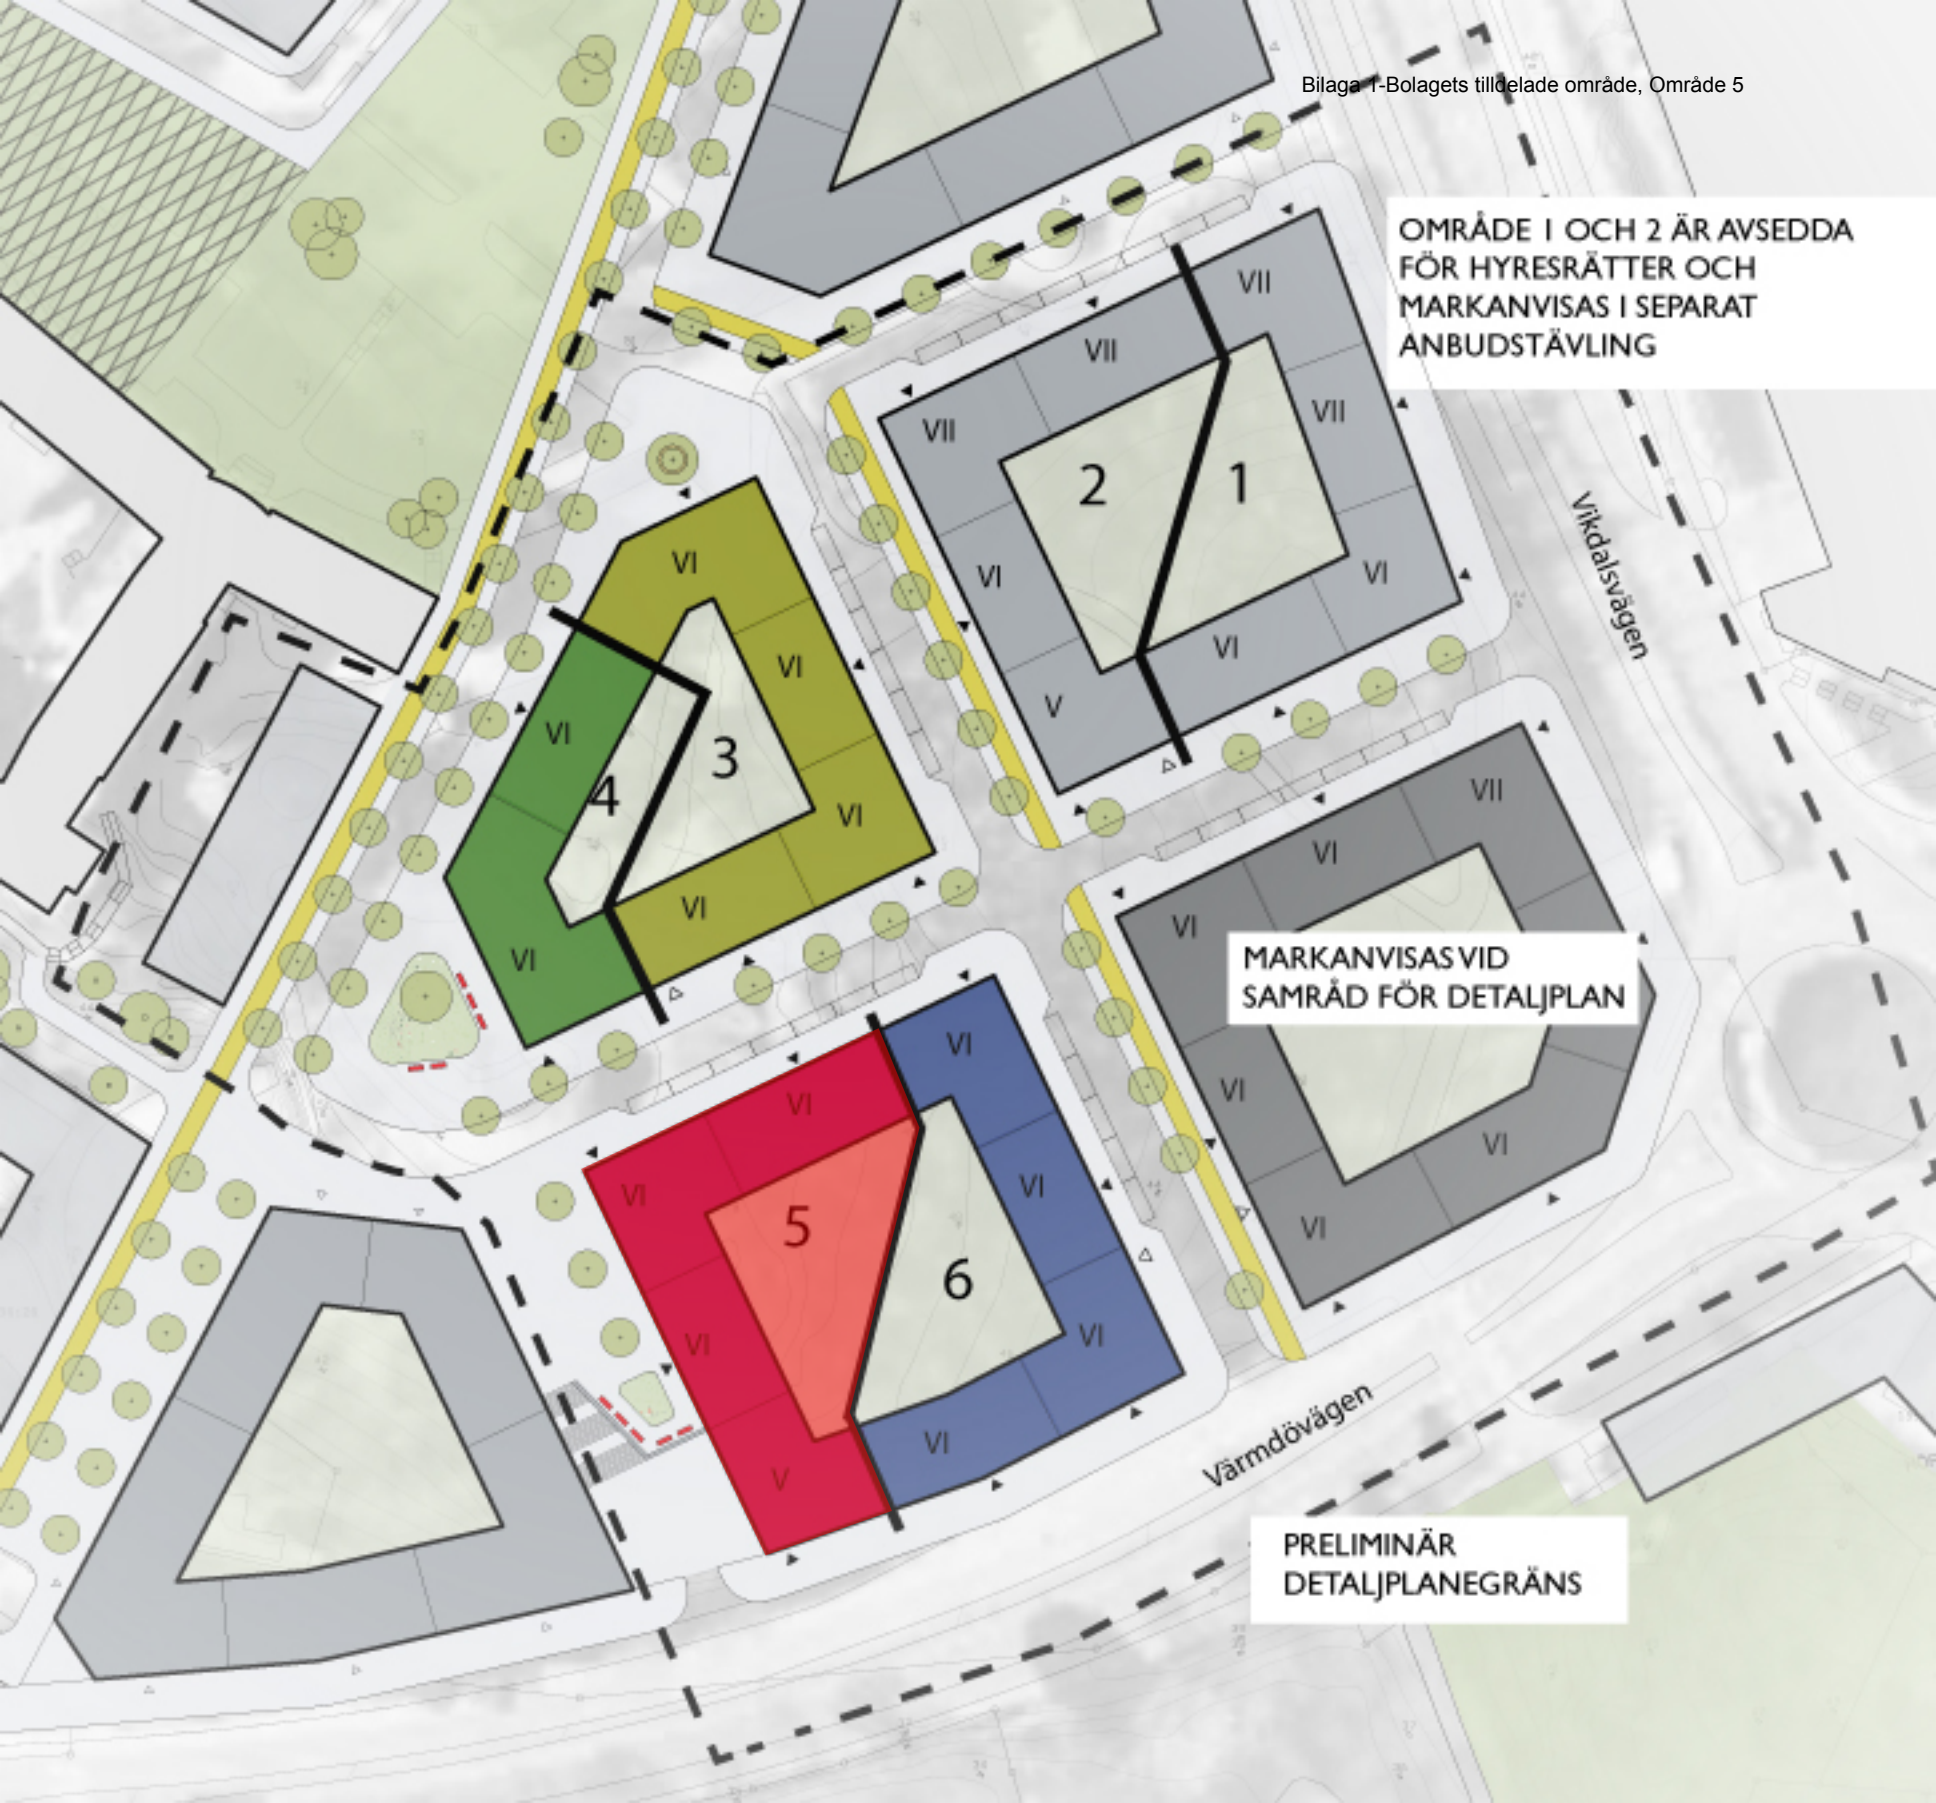 Bilaga 1-Bolagets tilldelade område, Område 5
OMRÅDE 1 OCH 2 ÄR AVSEDDA
FÖR HYRESRÄTTER OCH
MARKANVISAS I SEPARAT
ANBUDSTÄVLING
VII
VII
VII
VII
2
1
VI
VI
VI
V
Vikdalsvägen
VI
VI
VI
3
4
VI
VI
VI
VII
VI
VI
MARKANVISAS VID
SAMRÅD FÖR DETALJPLAN
VI
VI
VI
VI
VI
VI
5
VI
VI
6
VI
VI
V
VI
Värmdövägen
PRELIMINÄR
DETALJPLANEGRÄNS